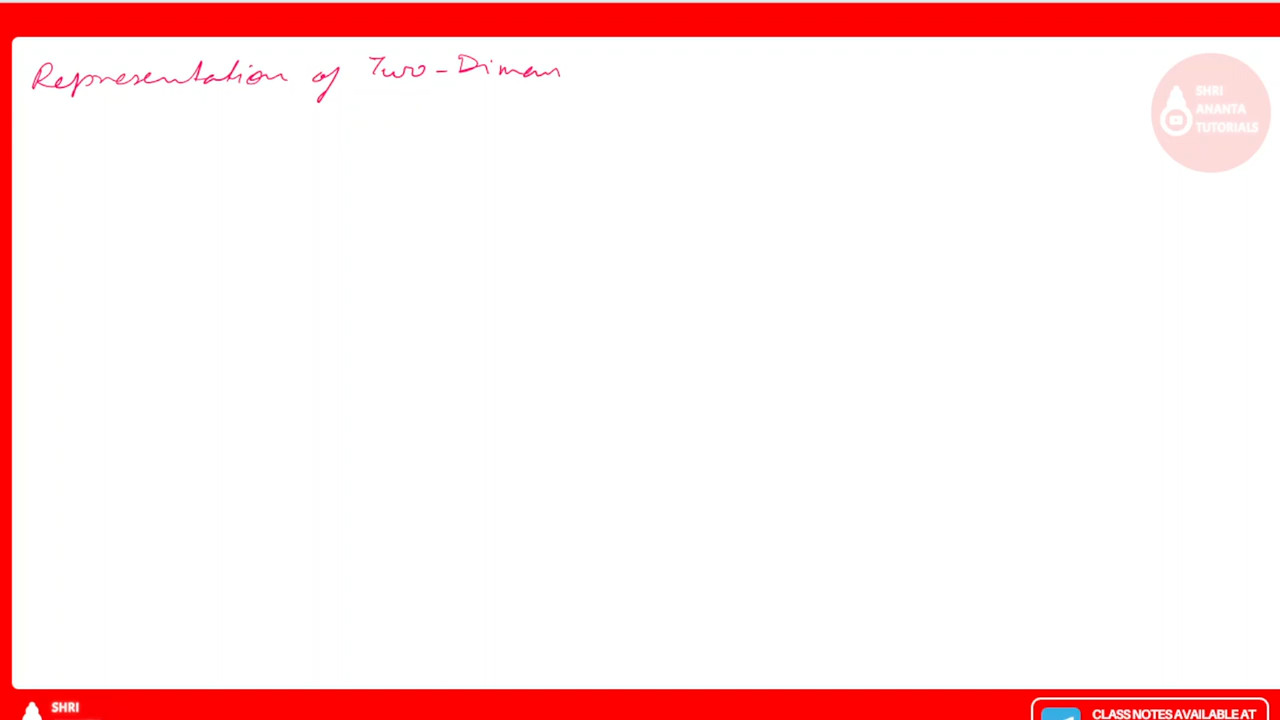 Representation of Two-Dimen
SHRI
ANANTA
TUTORIALS
SHRI
CLASS NOTES AVAILABLE AT